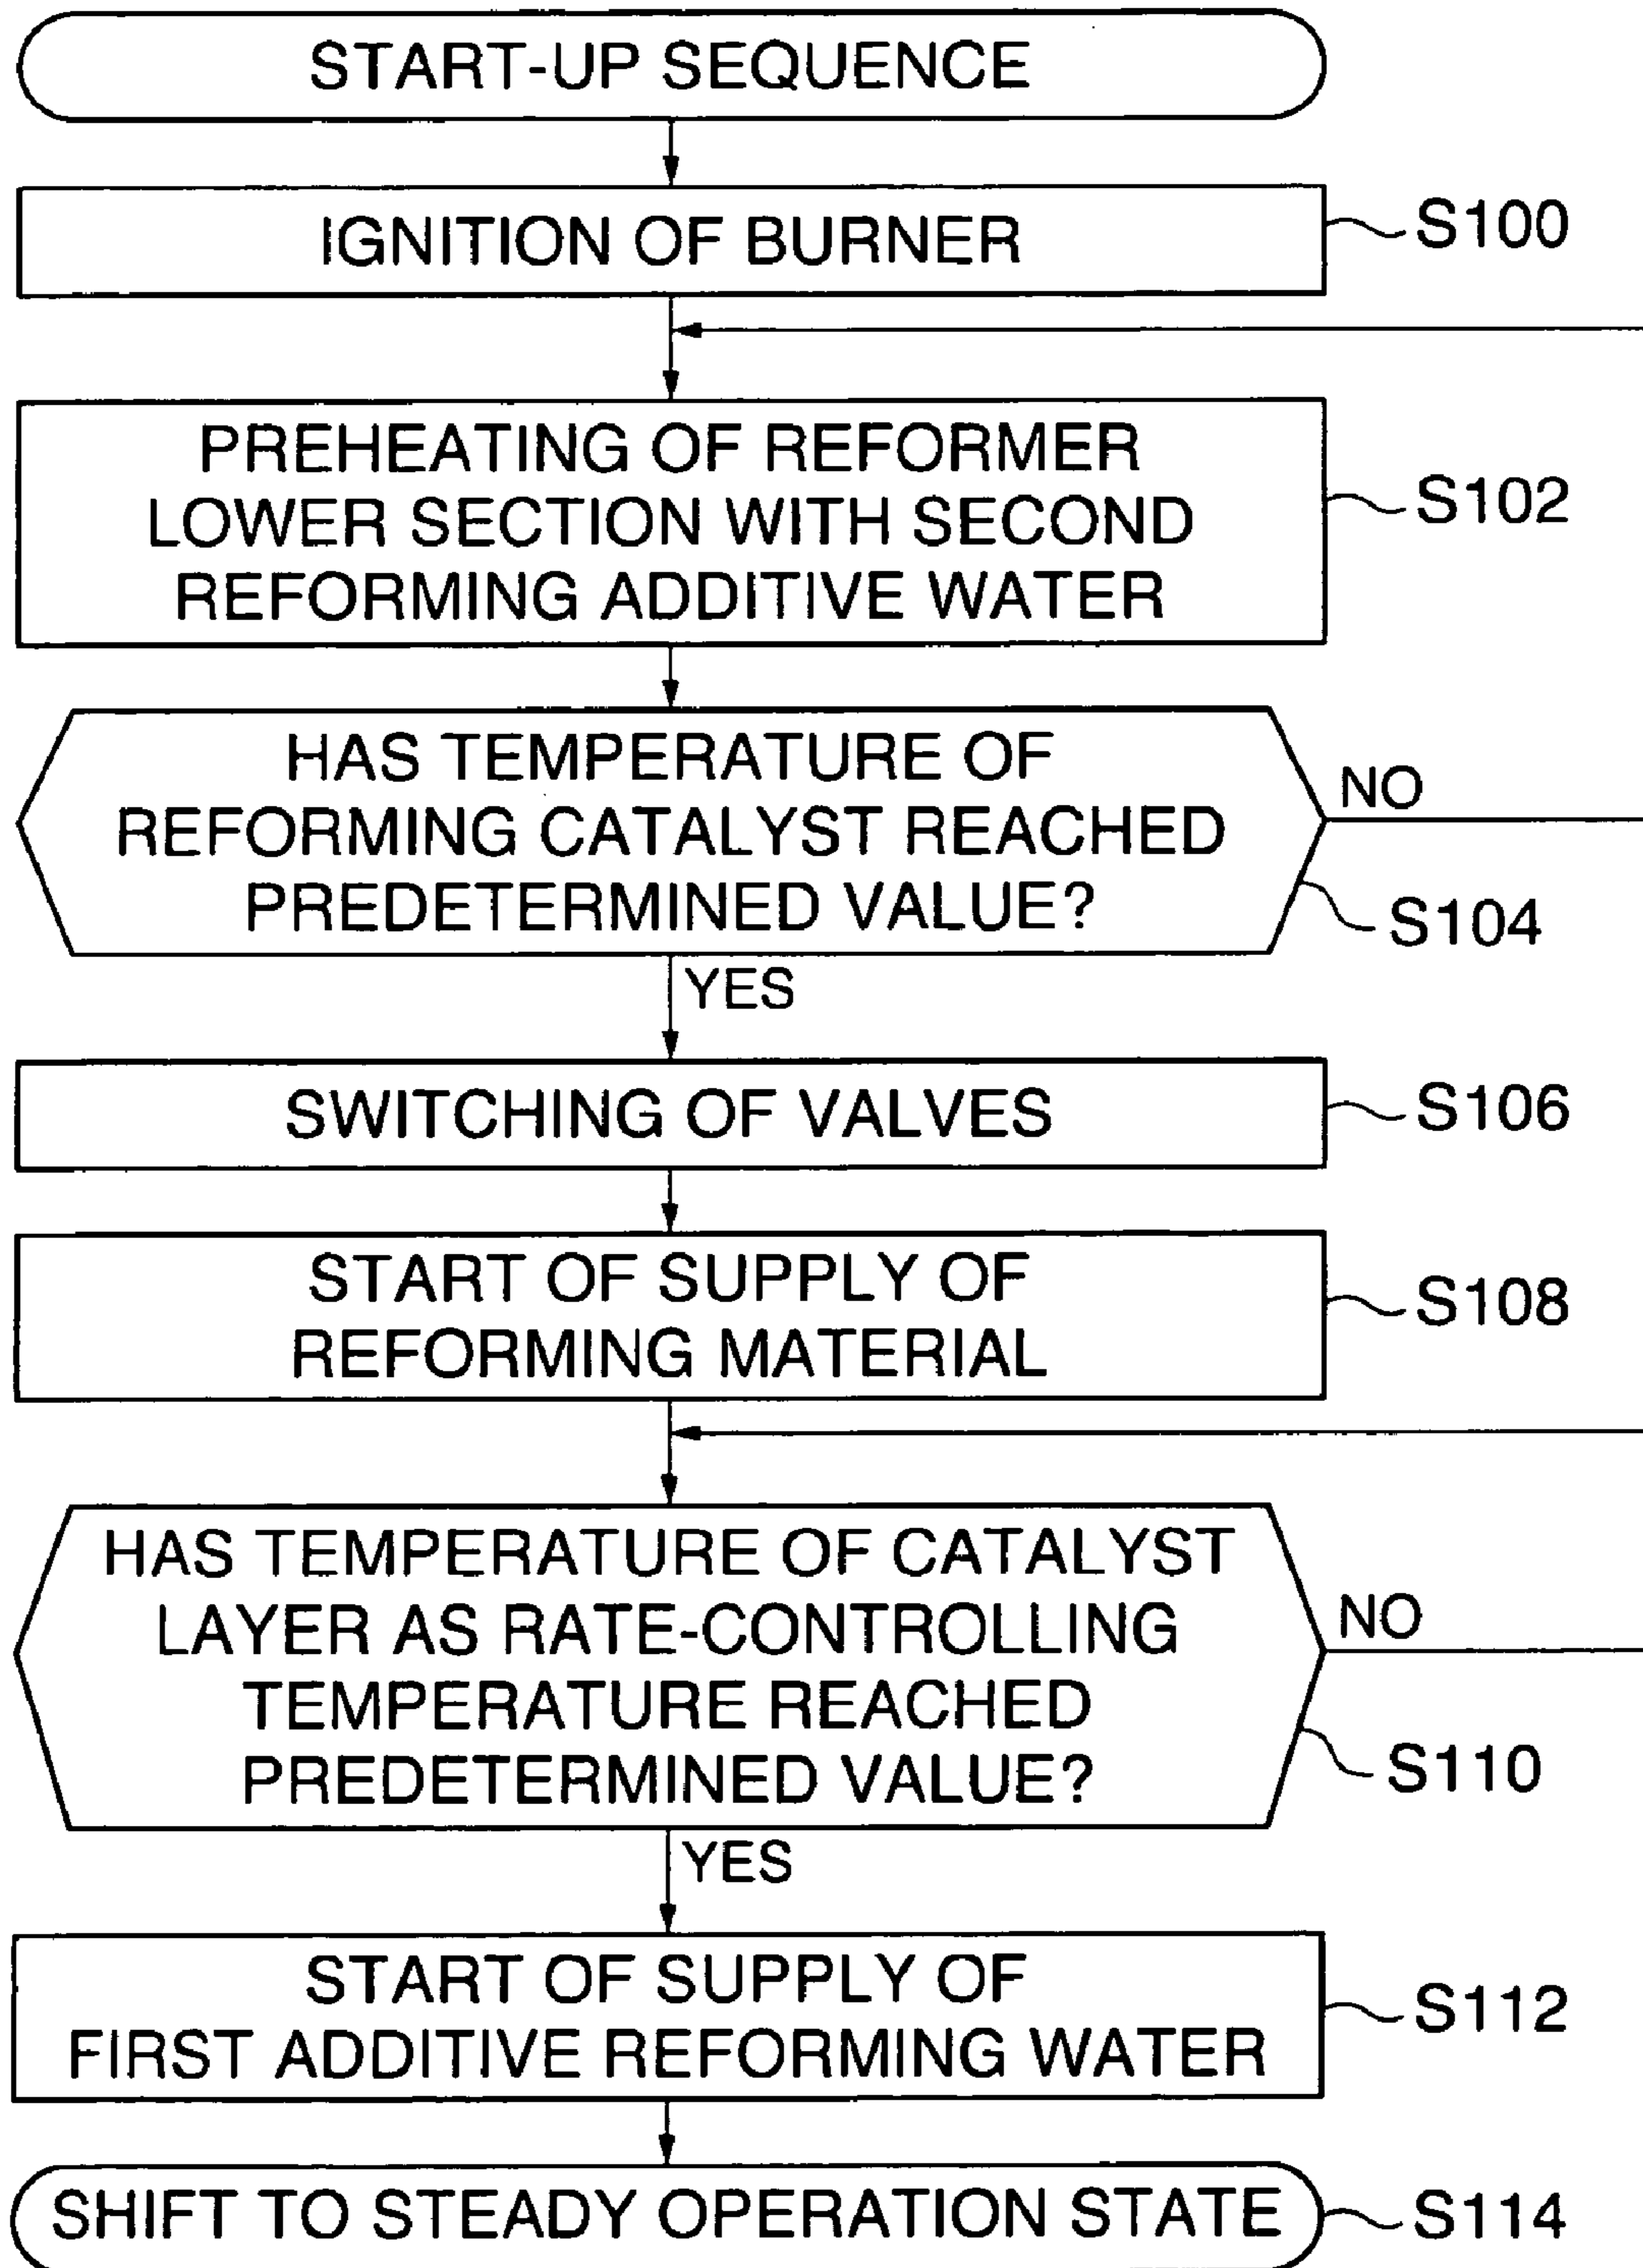 START-UP SEQUENCE
IGNITION OF BURNER
S100
PREHEATING OF REFORMER
LOWER SECTION WITH SECOND
REFORMING ADDITIVE WATER
S102
HAS TEMPERATURE OF
REFORMING CATALYST REACHED
PREDETERMINED VALUE?
NO
S104
YES
SWITCHING OF VALVES
S106
START OF SUPPLY OF
REFORMING MATERIAL
S108
HAS TEMPERATURE OF CATALYST
LAYER AS RATE-CONTROLLING
TEMPERATURE REACHED
PREDETERMINED VALUE?
NO
S110
YES
START OF SUPPLY OF
FIRST ADDITIVE REFORMING WATER
S112
SHIFT TO STEADY OPERATION STATE
S114